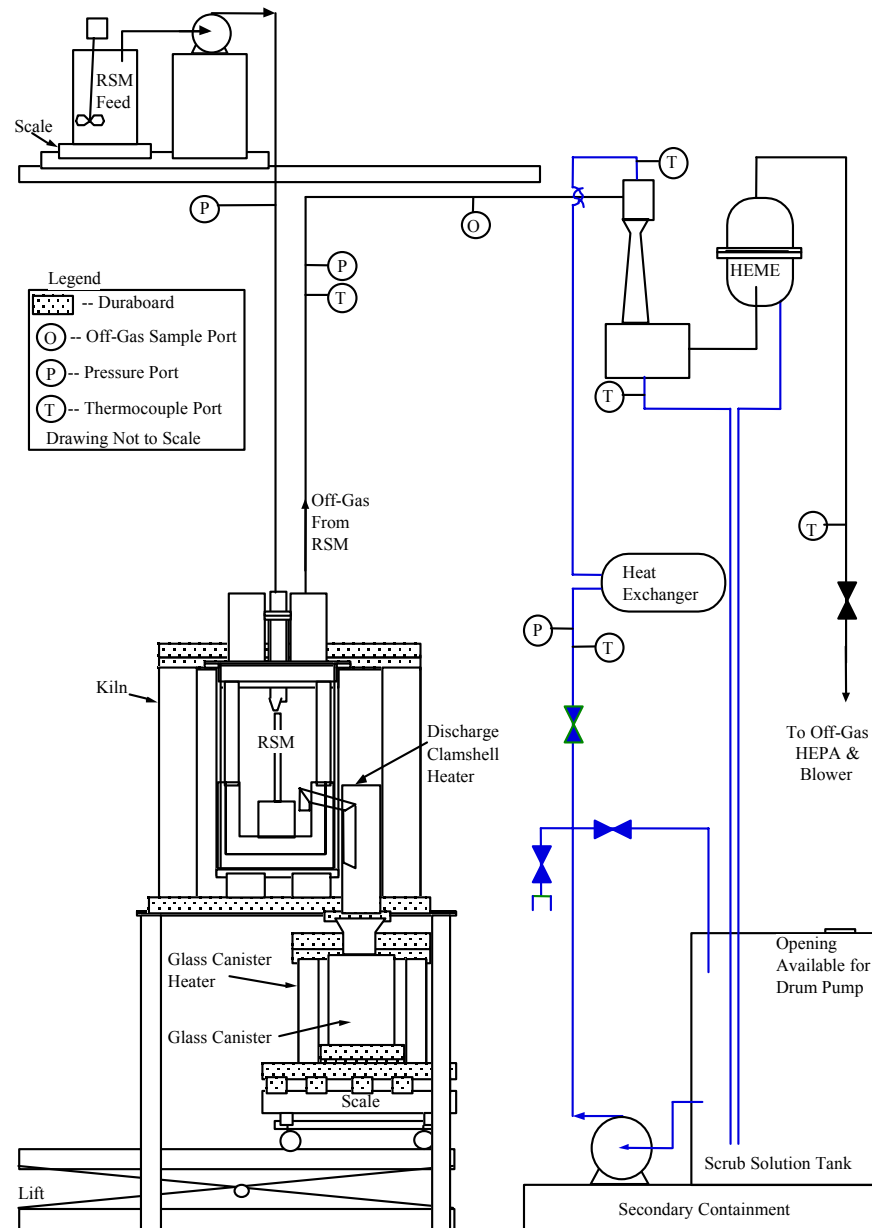 RSM
Feed
Scale
T
P
O
P
T
HEME
Legend
-- Duraboard
O -- Off-Gas Sample Port
P -- Pressure Port
T -- Thermocouple Port
Drawing Not to Scale
T
Off-Gas
From
RSM
T
Heat
Exchanger
P
T
Kiln
RSM
Discharge
Clamshell
Heater
To Off-Gas
HEPA &
Blower
Glass Canister
Heater
Glass Canister
Opening
Available for
Drum Pump
Scale
Scrub Solution Tank
Lift
Secondary Containment